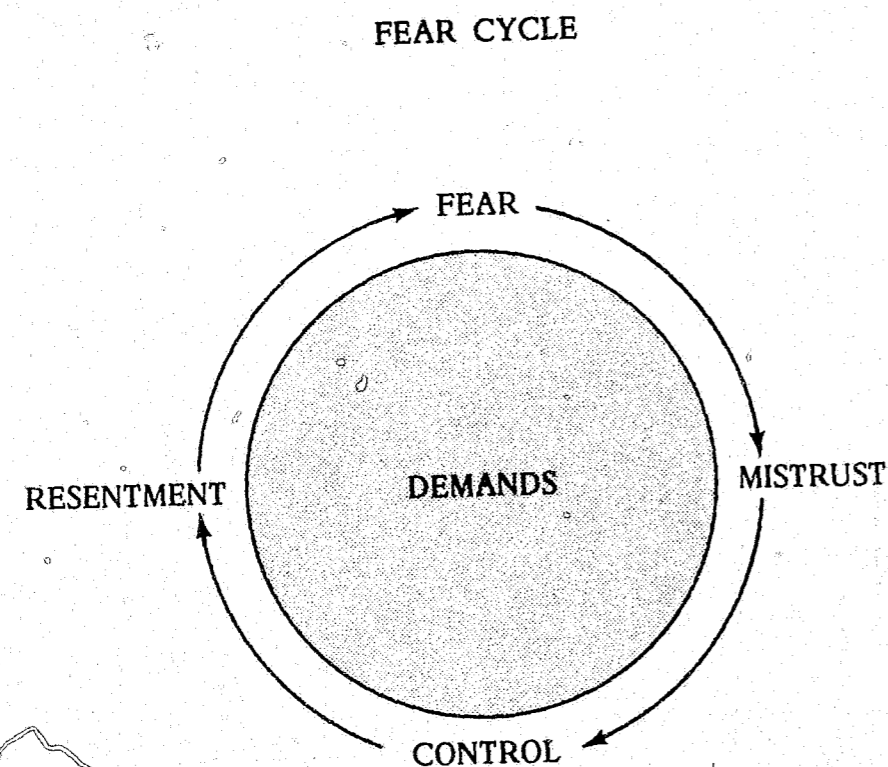 FEAR CYCLE
FEAR
RESENTMENT
DEMANDS
MISTRUST
CONTROL